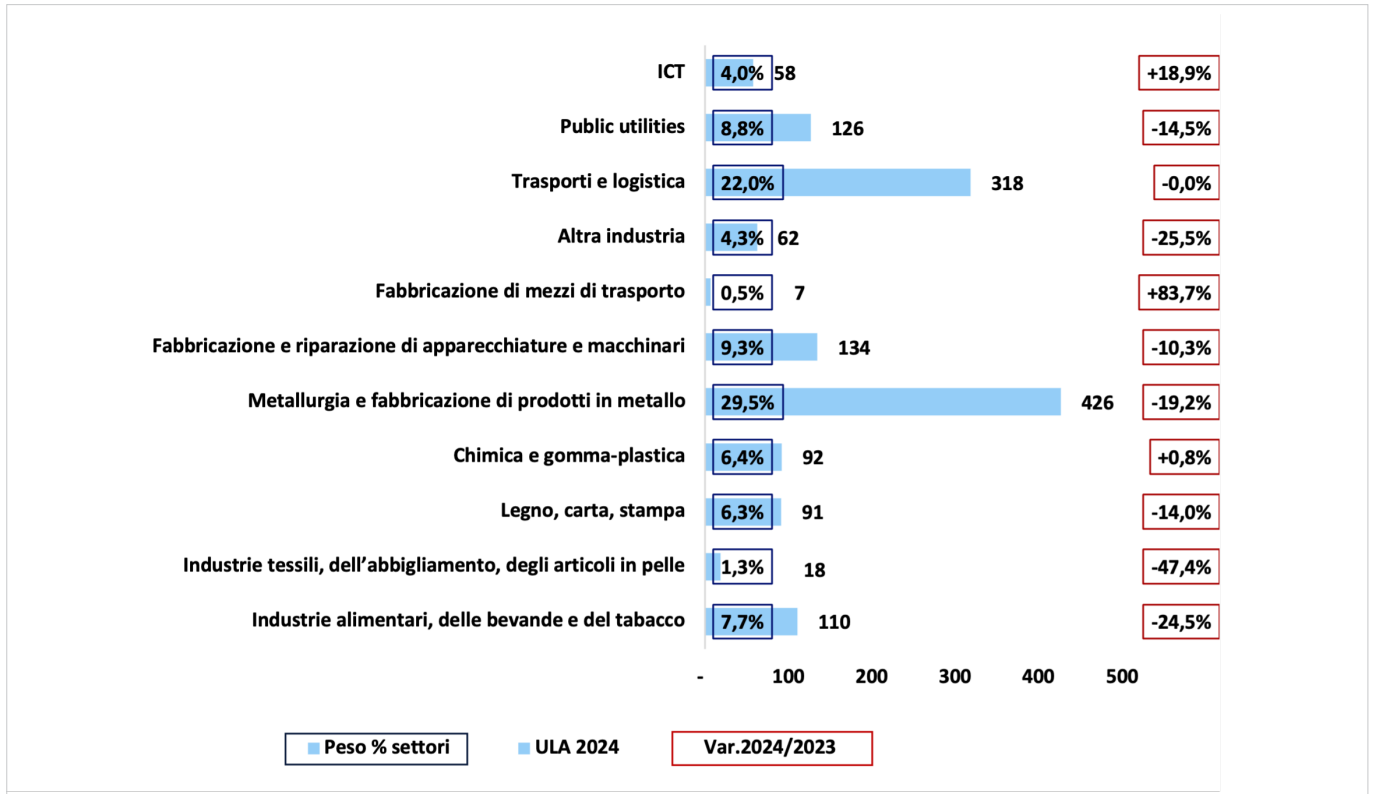 ICT 4,0% 58 +18,9%
Public utilities 8,8% 126 -14,5%
Trasporti e logistica 22,0% 318 -0,0%
Altra industria 4,3% 62 -25,5%
Fabbricazione di mezzi di trasporto 0,5% 7 +83,7%
Fabbricazione e riparazione di apparecchiature e macchinari 9,3% 134 -10,3%
Metallurgia e fabbricazione di prodotti in metallo 29,5% 426 -19,2%
Chimica e gomma-plastica 6,4% 92 +0,8%
Legno, carta, stampa 6,3% 91 -14,0%
Industrie tessili, dell’abbigliamento, degli articoli in pelle 1,3% 18 -47,4%
Industrie alimentari, delle bevande e del tabacco 7,7% 110 -24,5%
- 100 200 300 400 500
Peso % settori ULA 2024 Var.2024/2023